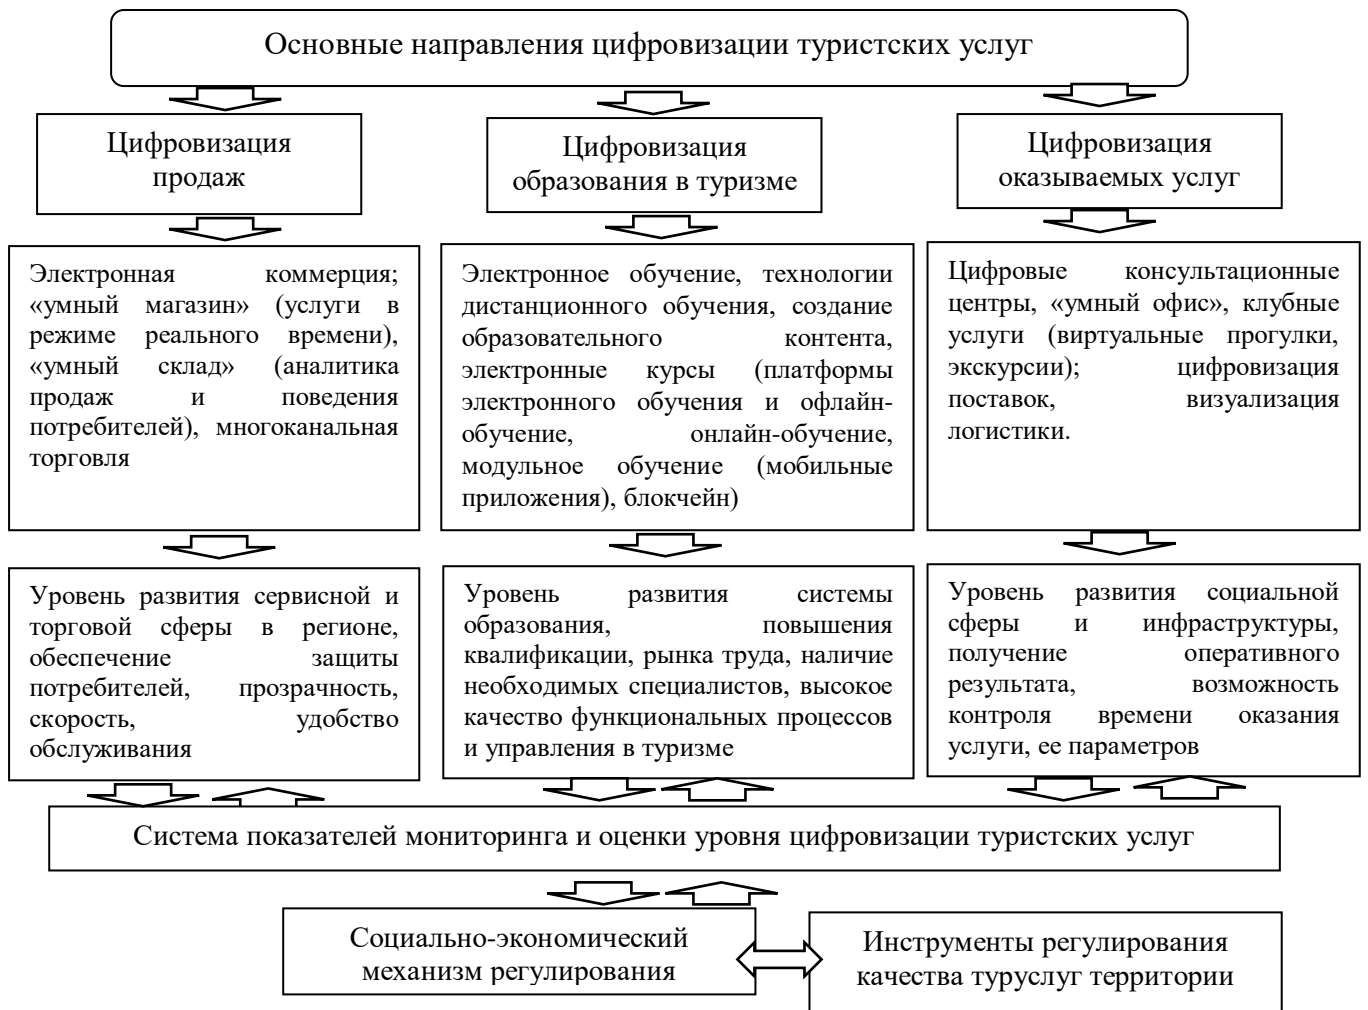 Основные направления цифровизации туристских услуг
Цифровизация
продаж
Цифровизация
образования в туризме
Цифровизация
оказываемых услуг
Электронная коммерция;
«умный магазин» (услуги в
режиме реального времени),
«умный склад» (аналитика
продаж и поведения
потребителей), многоканальная
торговля
Электронное обучение, технологии
дистанционного обучения, создание
образовательного контента,
электронные курсы (платформы
электронного обучения и офлайн-
обучение, онлайн-обучение,
модульное обучение (мобильные
приложения), блокчейн)
Цифровые консультационные
центры, «умный офис», клубные
услуги (виртуальные прогулки,
экскурсии); цифровизация
поставок, визуализация
логистики.
Уровень развития сервисной и
торговой сферы в регионе,
обеспечение защиты
потребителей, прозрачность,
скорость, удобство
обслуживания
Уровень развития системы
образования, повышения
квалификации, рынка труда, наличие
необходимых специалистов, высокое
качество функциональных процессов
и управления в туризме
Уровень развития социальной
сферы и инфраструктуры,
получение оперативного
результата, возможность
контроля времени оказания
услуги, ее параметров
Система показателей мониторинга и оценки уровня цифровизации туристских услуг
Социально-экономический
механизм регулирования
Инструменты регулирования
качества туруслуг территории